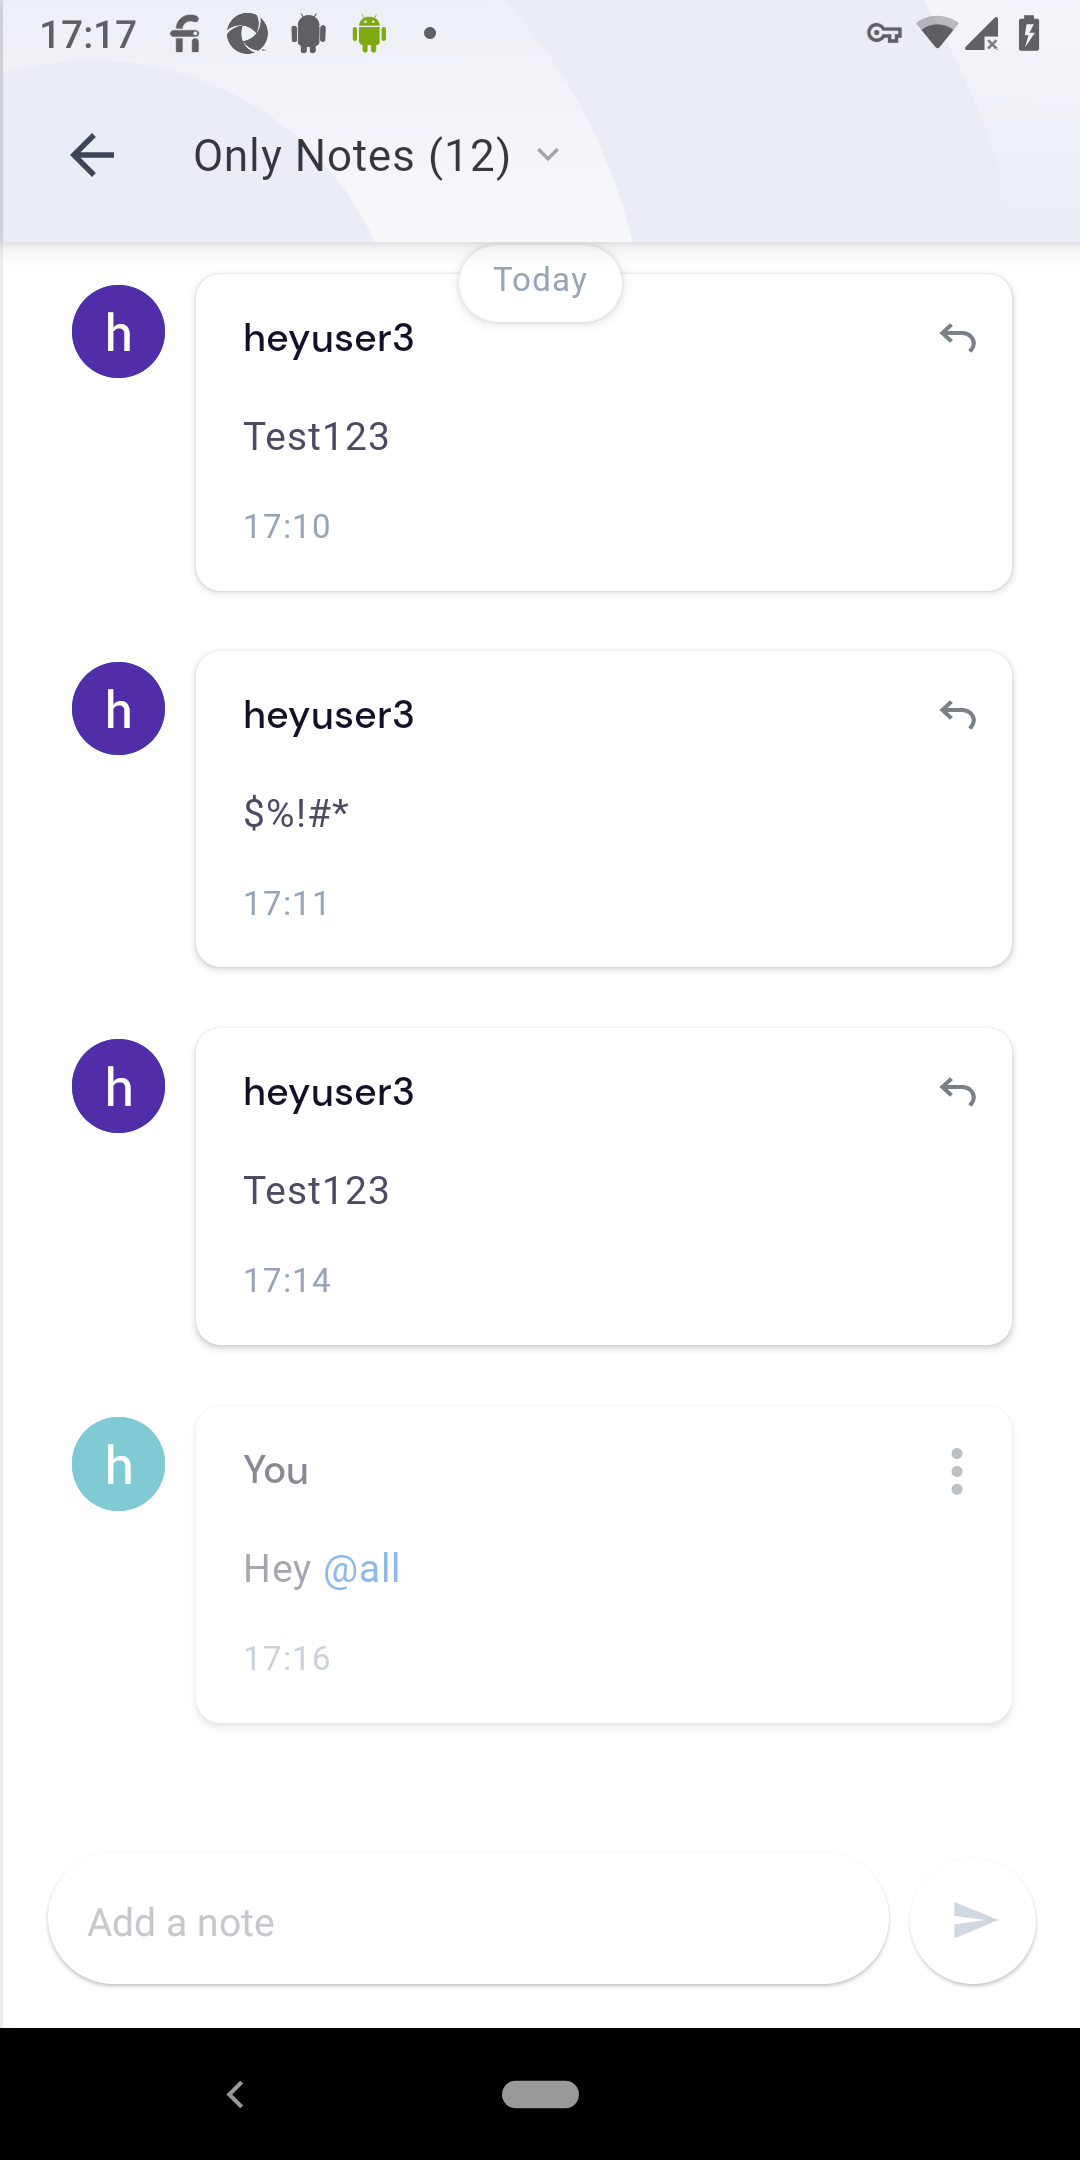 17:17
Only Notes (12)
Today
h
heyuser3
Test123
17:10
h
heyuser3
$%!#*
17:11
h
heyuser3
Test123
17:14
h
You
Hey @all
17:16
Add a note